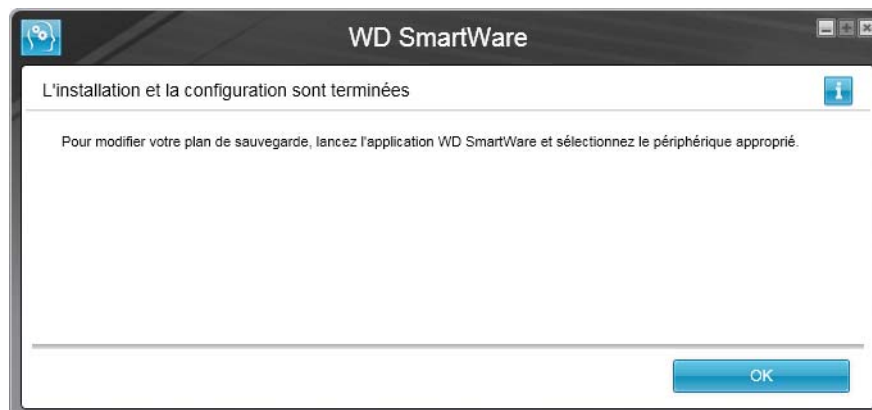 WD SmartWare
L'installation et la configuration sont terminées
Pour modifier votre plan de sauvegarde, lancez l'application WD SmartWare et sélectionnez le périphérique approprié.
OK